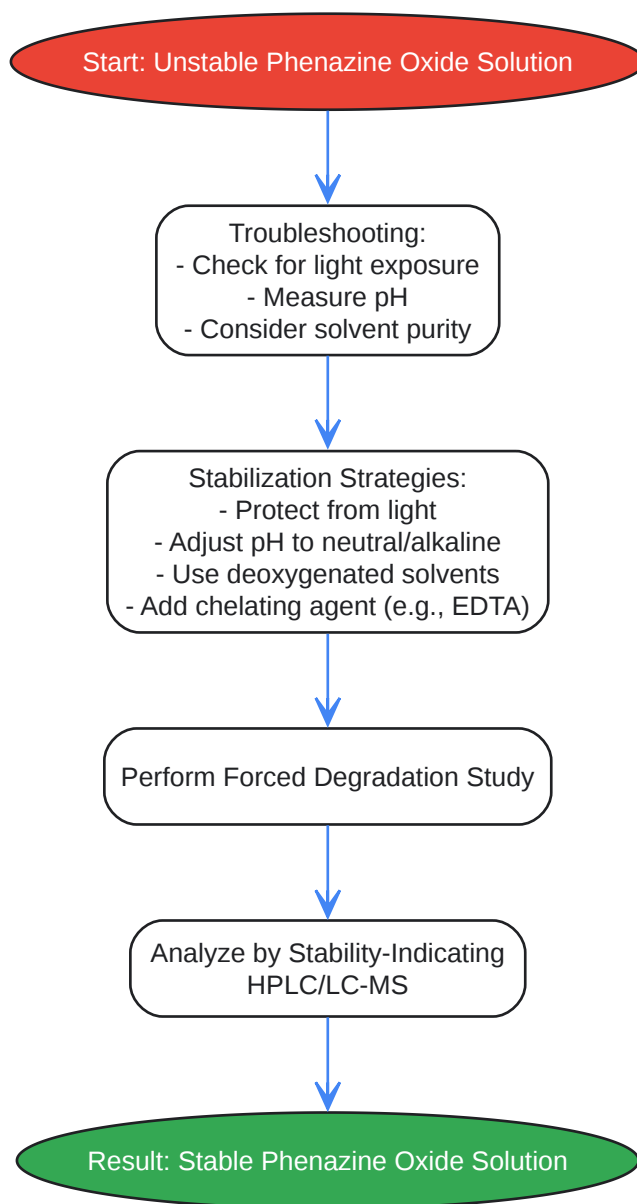 Start: Unstable Phenazine Oxide Solution
Troubleshooting:
- Check for light exposure
- Measure pH
- Consider solvent purity
Stabilization Strategies:
- Protect from light
- Adjust pH to neutral/alkaline
- Use deoxygenated solvents
- Add chelating agent (e.g., EDTA)
Perform Forced Degradation Study
Analyze by Stability-Indicating
HPLC/LC-MS
Result: Stable Phenazine Oxide Solution